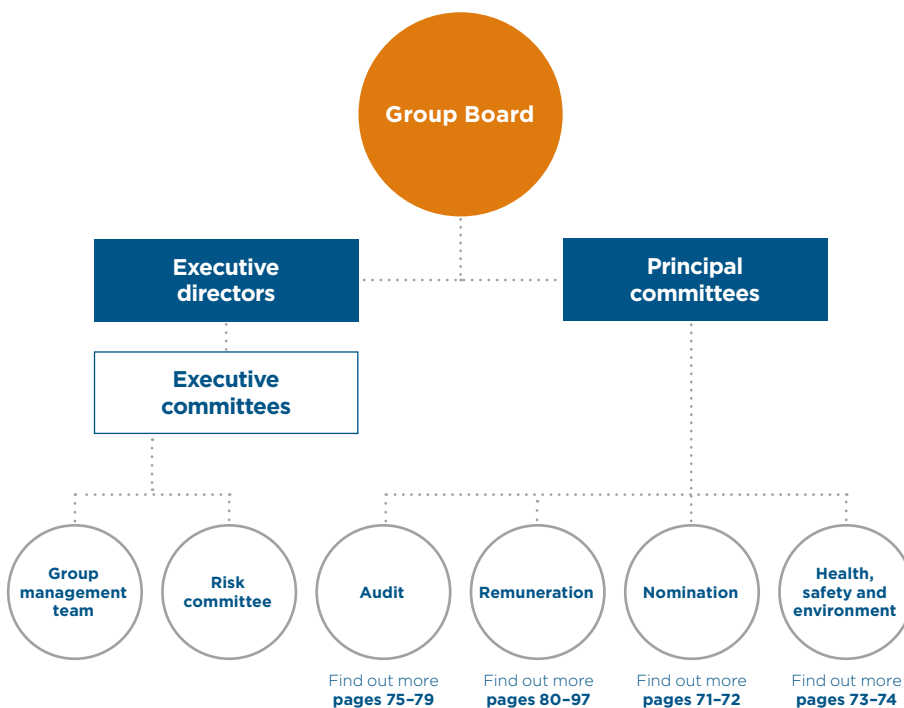 Group Board
Executive
directors
Principal
committees
Executive
committees
Group
management
team
Risk
committee
Audit
Remuneration
Nomination
Health,
safety and
environment
Find out more
pages 75–79
Find out more
pages 80–97
Find out more
pages 71–72
Find out more
pages 73–74